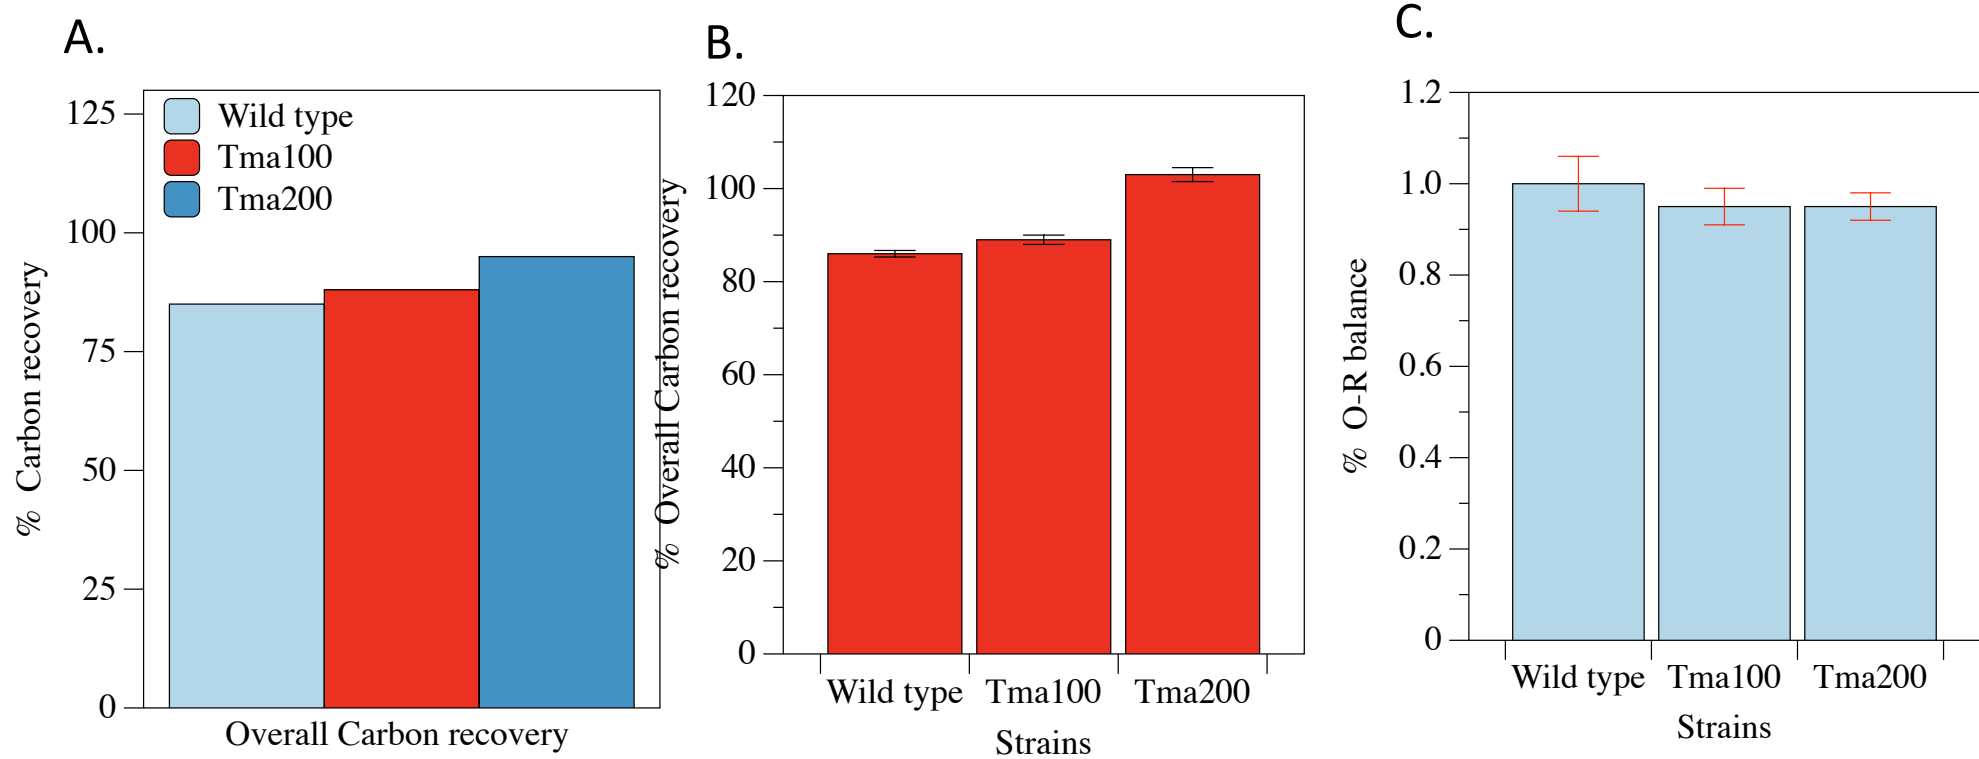 A.
% Carbon recovery
125
100
75
50
25
0
Wild type
Tma100
Tma200
Overall Carbon recovery
B.
% Overall Carbon recovery
120
100
80
60
40
20
0
Wild type Tma100 Tma200
Strains
C.
% O-R balance
1.2
1.0
0.8
0.6
0.4
0.2
0
Wild type Tma100 Tma200
Strains